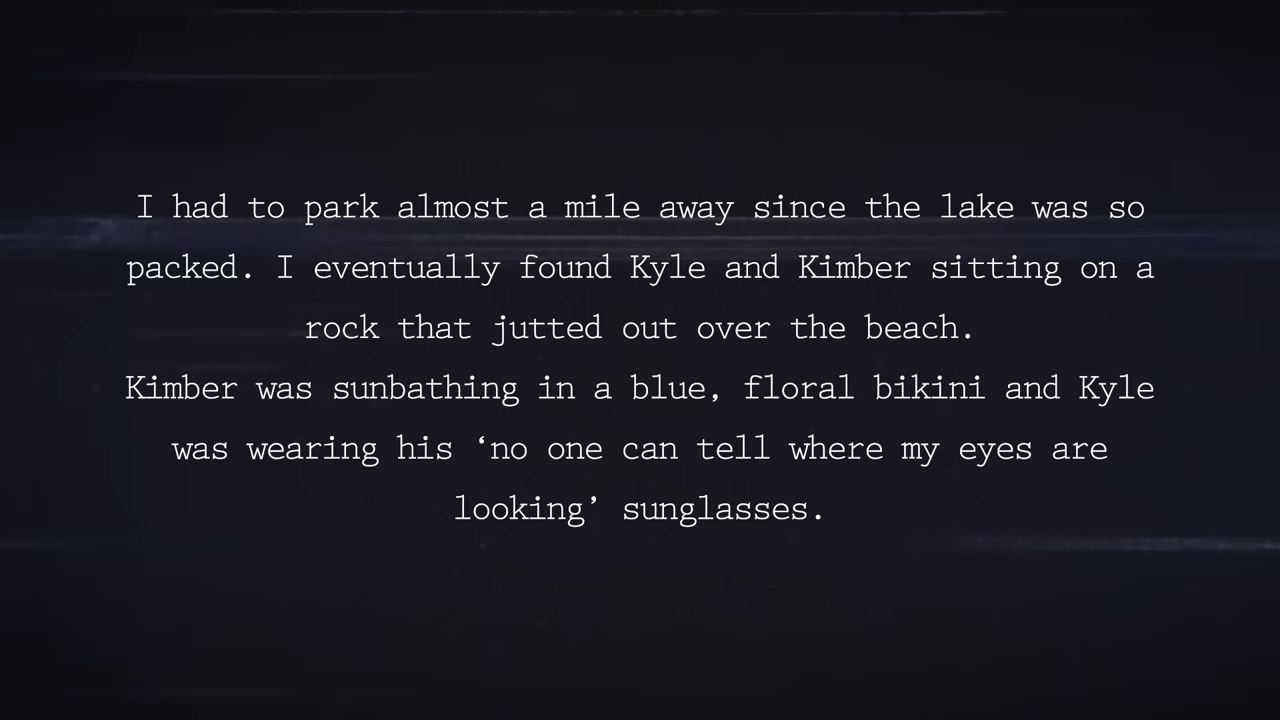 I had to park almost a mile away since the lake was so
packed. I eventually found Kyle and Kimber sitting on a
rock that jutted out over the beach.
Kimber was sunbathing in a blue, floral bikini and Kyle
was wearing his ‘no one can tell where my eyes are
looking’ sunglasses.